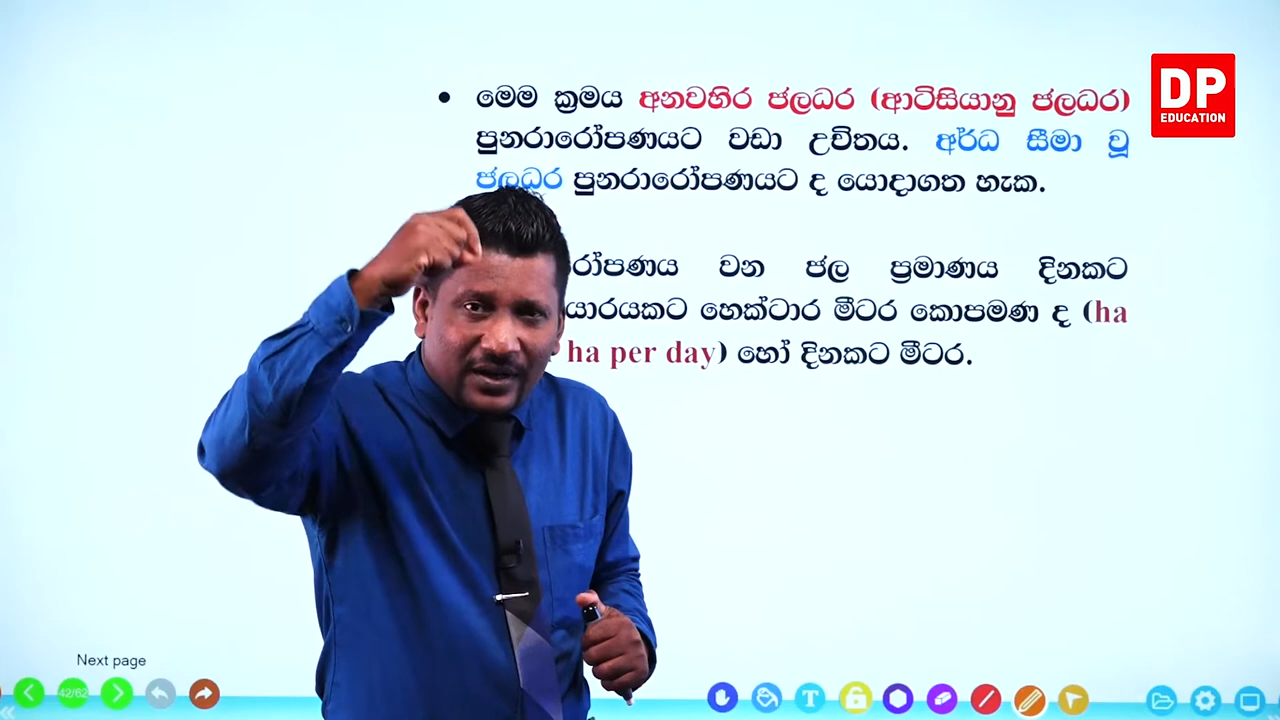 DP
EDUCATION
• මෙම ක්‍රමය අනවහිර ජලධර (ආටිසියානු ජලධර)
පුනරාරෝපණයට වඩා උචිතය. අර්ධ සීමා වූ
ජලධර පුනරාරෝපණයට ද යොදාගත හැක.
රෝපණය වන ජල ප්‍රමාණය දිනකට
යාරයකට හෙක්ටාර මීටර කොපමණ ද (ha
ha per day) හෝ දිනකට මීටර.
Next page
42/62
T